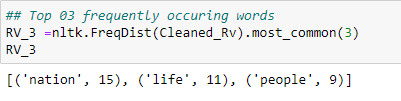 ## Top 03 frequently occuring words
RV_3 =nltk.FreqDist(Cleaned_Rv).most_common(3)
RV_3
[('nation', 15), ('life', 11), ('people', 9)]